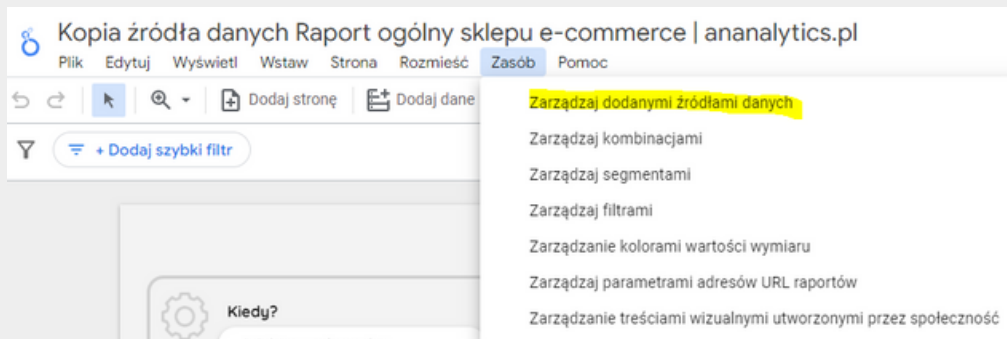 Kopia źródła danych Raport ogólny sklepu e-commerce | ananalytics.pl
Plik Edytuj Wyświetl Wstaw Strona Rozmieść Zasób Pomoc
Dodaj stronę Dodaj dane
+ Dodaj szybki filtr
Zarządzaj dodanymi źródłami danych
Zarządzaj kombinacjami
Zarządzaj segmentami
Zarządzaj filtrami
Zarządzanie kolorami wartości wymiaru
Zarządzaj parametrami adresów URL raportów
Zarządzanie treściami wizualnymi utworzonymi przez społeczność
Kiedy?